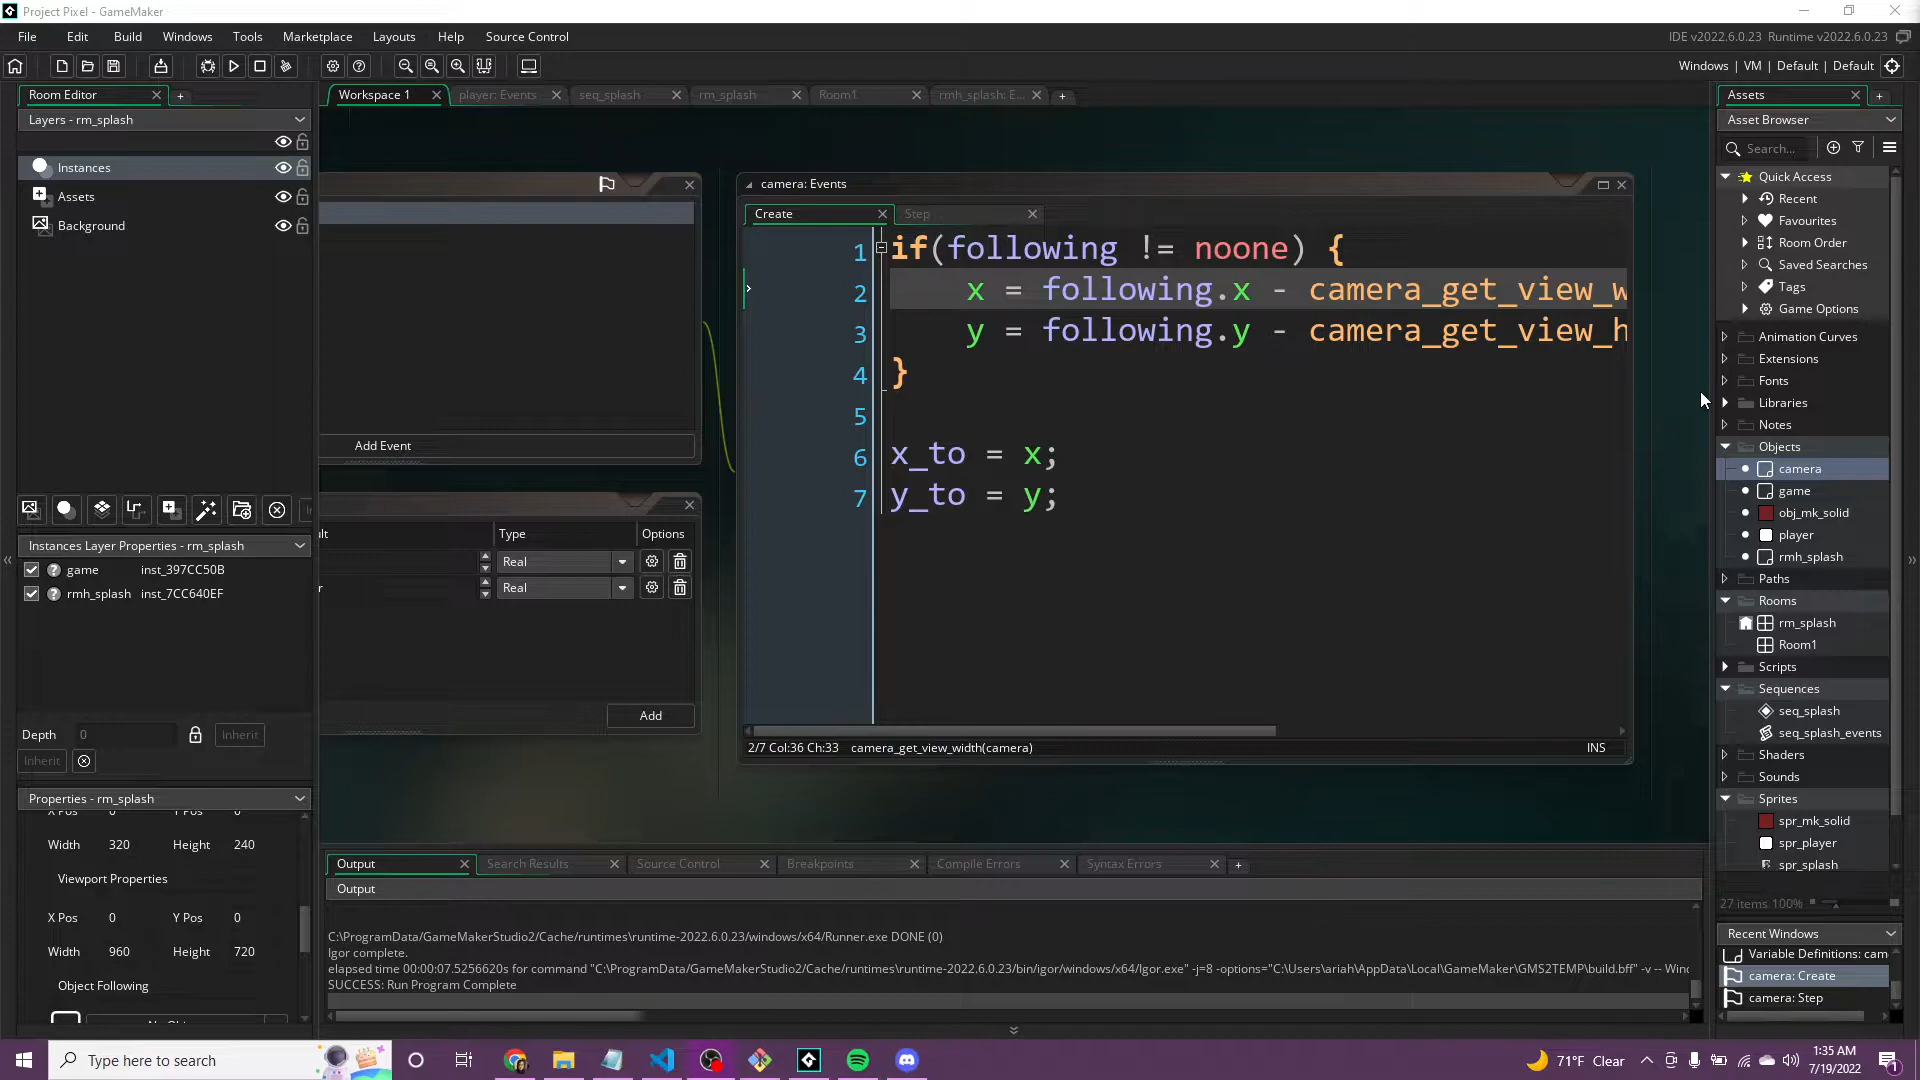 Project Pixel - GameMaker
File Edit Build Windows Tools Marketplace Layouts Help Source Control
IDE v2022.6.0.23 Runtime v2022.6.0.23
Windows | VM | Default | Default
Room Editor
Layers - rm_splash
Instances
Assets
Background
Instances Layer Properties - rm_splash
game inst_397CC50B
rmh_splash inst_7CC640EF
Depth 0 Inherit
Inherit
Properties - rm_splash
X Pos 0 Y Pos 0
Width 320 Height 240
Viewport Properties
X Pos 0 Y Pos 0
Width 960 Height 720
Object Following
Workspace 1 player: Events seq_splash rm_splash Room1 rmh_splash: E...
Add Event
ult Type Options
Real
r Real
Add
camera: Events
Create Step
1 if(following != noone) {
2 x = following.x - camera_get_view_w
3 y = following.y - camera_get_view_h
4 }
5
6 x_to = x;
7 y_to = y;
2/7 Col:36 Ch:33 camera_get_view_width(camera) INS
Output Search Results Source Control Breakpoints Compile Errors Syntax Errors
Output
C:\ProgramData/GameMakerStudio2/Cache/runtimes\runtime-2022.6.0.23/windows/x64/Runner.exe DONE (0)
Igor complete.
elapsed time 00:00:07.5256620s for command "C:\ProgramData/GameMakerStudio2/Cache/runtimes\runtime-2022.6.0.23/bin/igor/windows/x64/Igor.exe" -j=8 -options="C:\Users\ariah\AppData\Local\GameMaker\GMS2TEMP\build.bff" -v -- Wind
SUCCESS: Run Program Complete
Assets
Asset Browser
Search...
Quick Access
Recent
Favourites
Room Order
Saved Searches
Tags
Game Options
Animation Curves
Extensions
Fonts
Libraries
Notes
Objects
camera
game
obj_mk_solid
player
rmh_splash
Paths
Rooms
rm_splash
Room1
Scripts
Sequences
seq_splash
seq_splash_events
Shaders
Sounds
Sprites
spr_mk_solid
spr_player
spr_splash
27 items 100%
Recent Windows
Variable Definitions: cam
camera: Create
camera: Step
Type here to search
71°F Clear
1:35 AM
7/19/2022
1